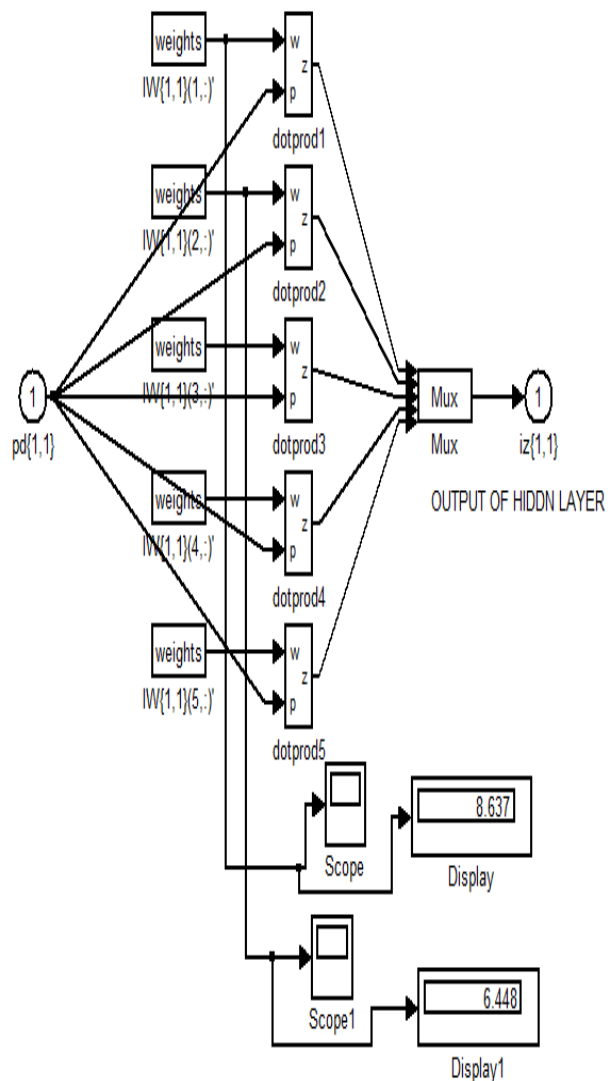 weights
w
z
p
IW{1,1}(1,:)'
dotprod1
weights
w
z
p
IW{1,1}(2,:)'
dotprod2
weights
w
z
p
IW{1,1}(3,:)'
dotprod3
1
pd{1,1}
Mux
Mux
1
iz{1,1}
OUTPUT OF HIDDN LAYER
weights
w
z
p
IW{1,1}(4,:)'
dotprod4
weights
w
z
p
IW{1,1}(5,:)'
dotprod5
Scope
8.637
Display
Scope1
6.448
Display1